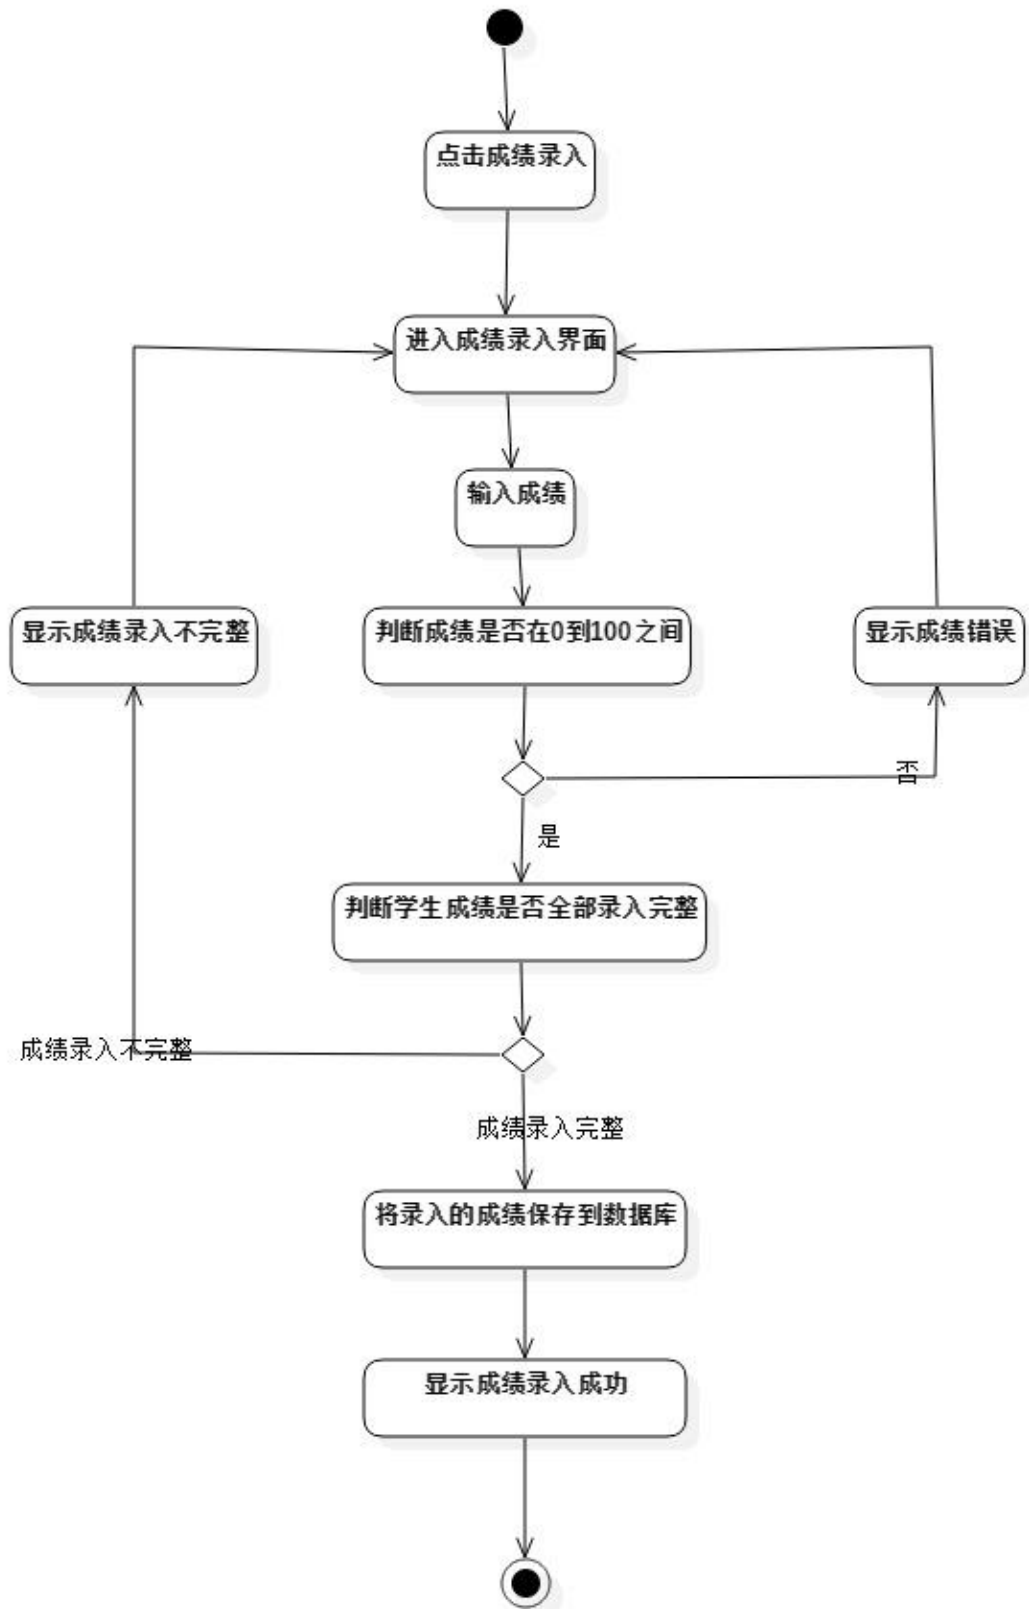 点击成绩录入
进入成绩录入界面
输入成绩
显示成绩录入不完整
判断成绩是否在0到100之间
显示成绩错误
否
是
判断学生成绩是否全部录入完整
成绩录入不完整
成绩录入完整
将录入的成绩保存到数据库
显示成绩录入成功